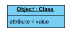 Object : Class
attribute = value